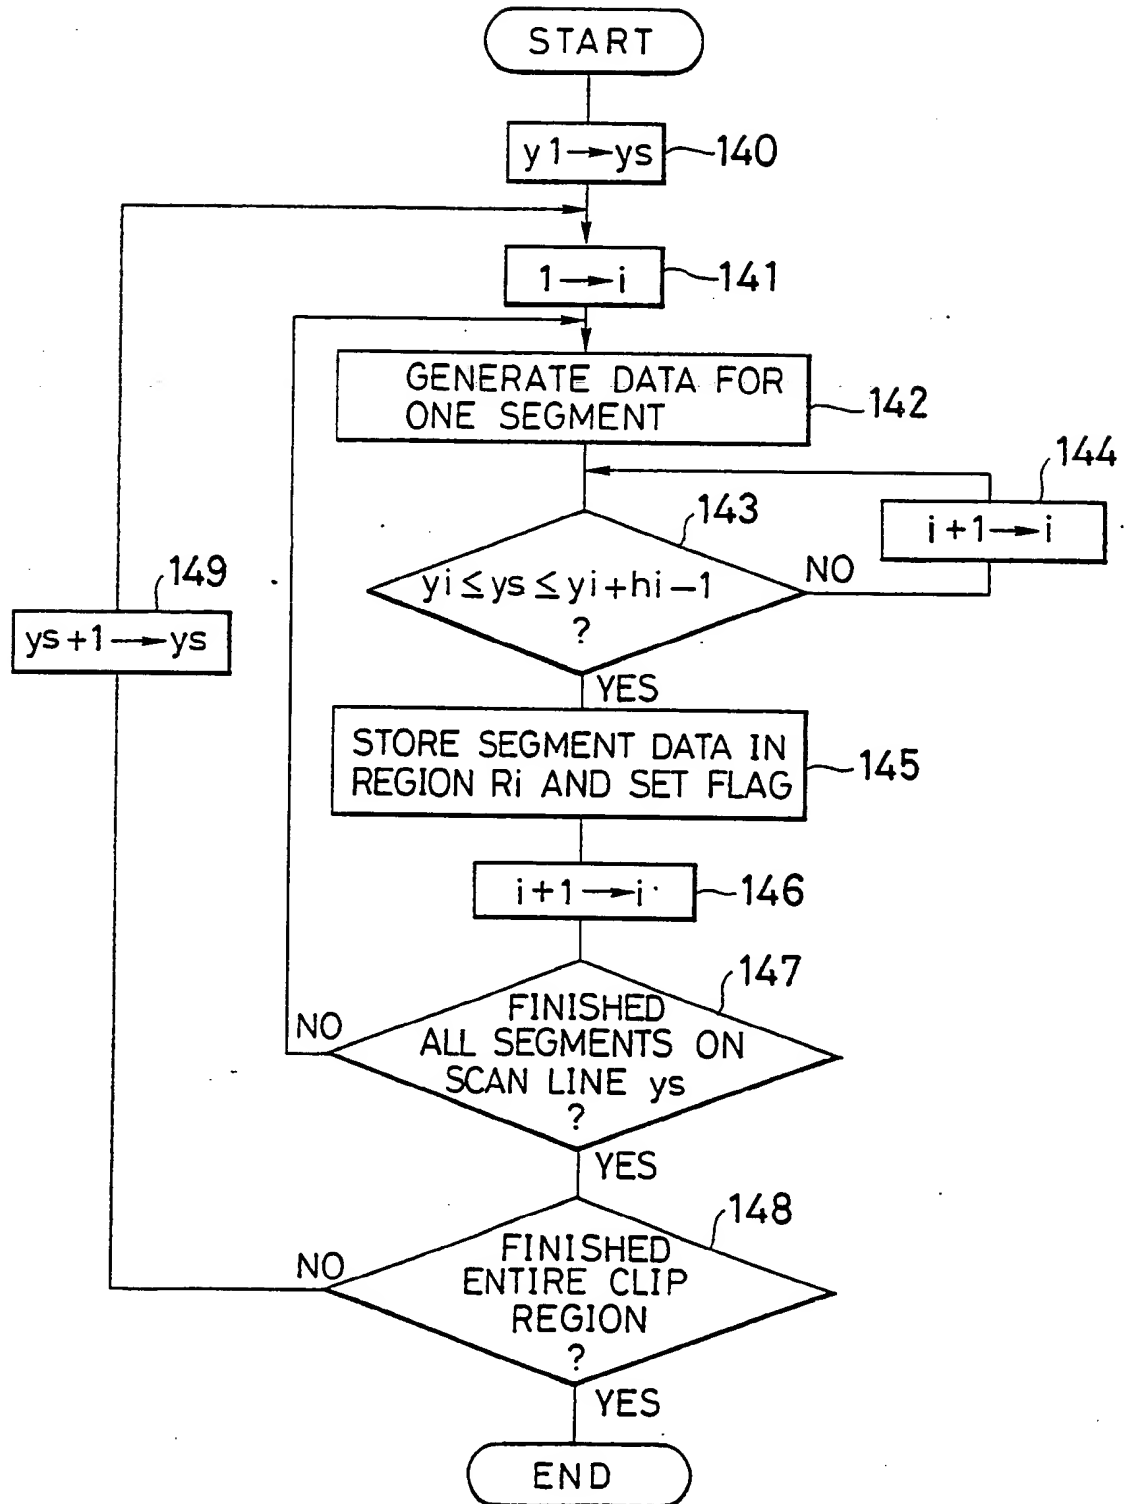 START
y1→ys
140
1→i
141
GENERATE DATA FOR
ONE SEGMENT
142
144
i+1→i
143
yi≤ys≤yi+hi-1
?
NO
YES
149
ys+1→ys
STORE SEGMENT DATA IN
REGION Ri AND SET FLAG
145
i+1→i
146
147
FINISHED
ALL SEGMENTS ON
SCAN LINE ys
?
NO
YES
148
FINISHED
ENTIRE CLIP
REGION
?
NO
YES
END